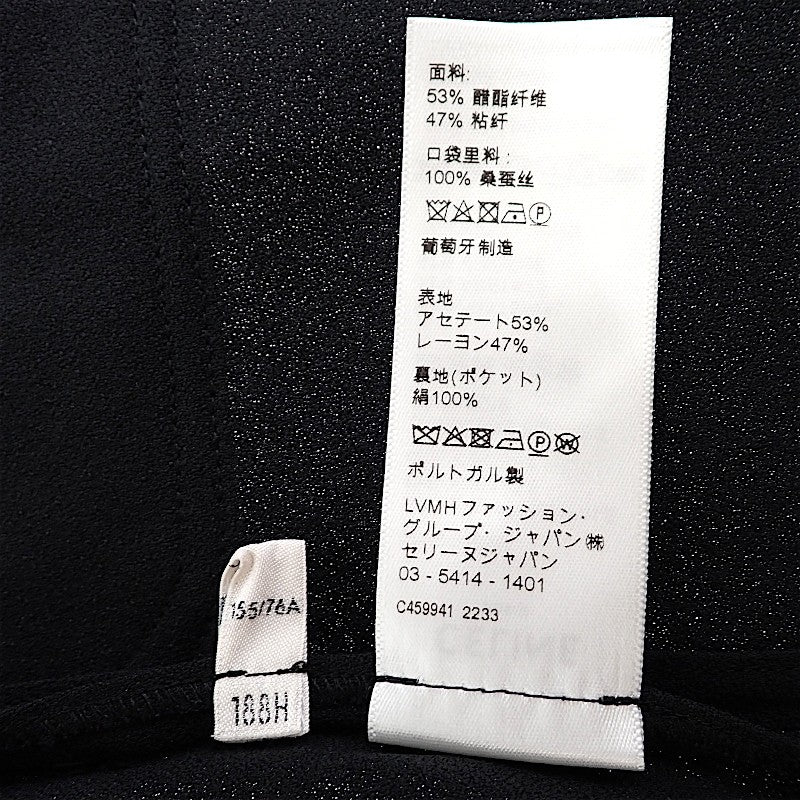 面料:
53% 醋酯纤维
47% 粘纤
口袋里料:
100% 桑蚕丝
P
葡萄牙制造
表地
アセテート53%
レーヨン47%
裏地(ポケット)
絹100%
P W
ポルトガル製
LVMHファッション・
グループ・ジャパン㈱
セリーヌジャパン
03 - 5414 - 1401
C459941 2233
155/76A
188H